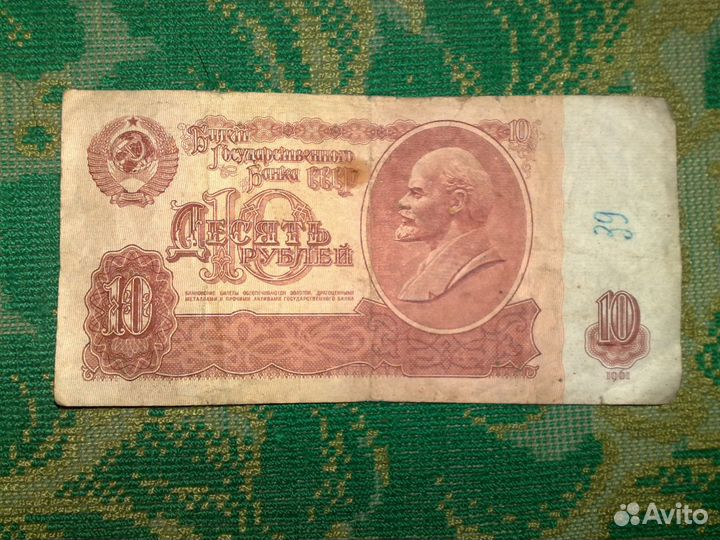 10
Билет
Государственного
Банка СССР
10
Десять
рублей
БАНКОВСКИЕ БИЛЕТЫ ОБЕСПЕЧИВАЮТСЯ ЗОЛОТОМ, ДРАГОЦЕННЫМИ
МЕТАЛЛАМИ И ПРОЧИМИ АКТИВАМИ ГОСУДАРСТВЕННОГО БАНКА
39
10
10
1961
Avito